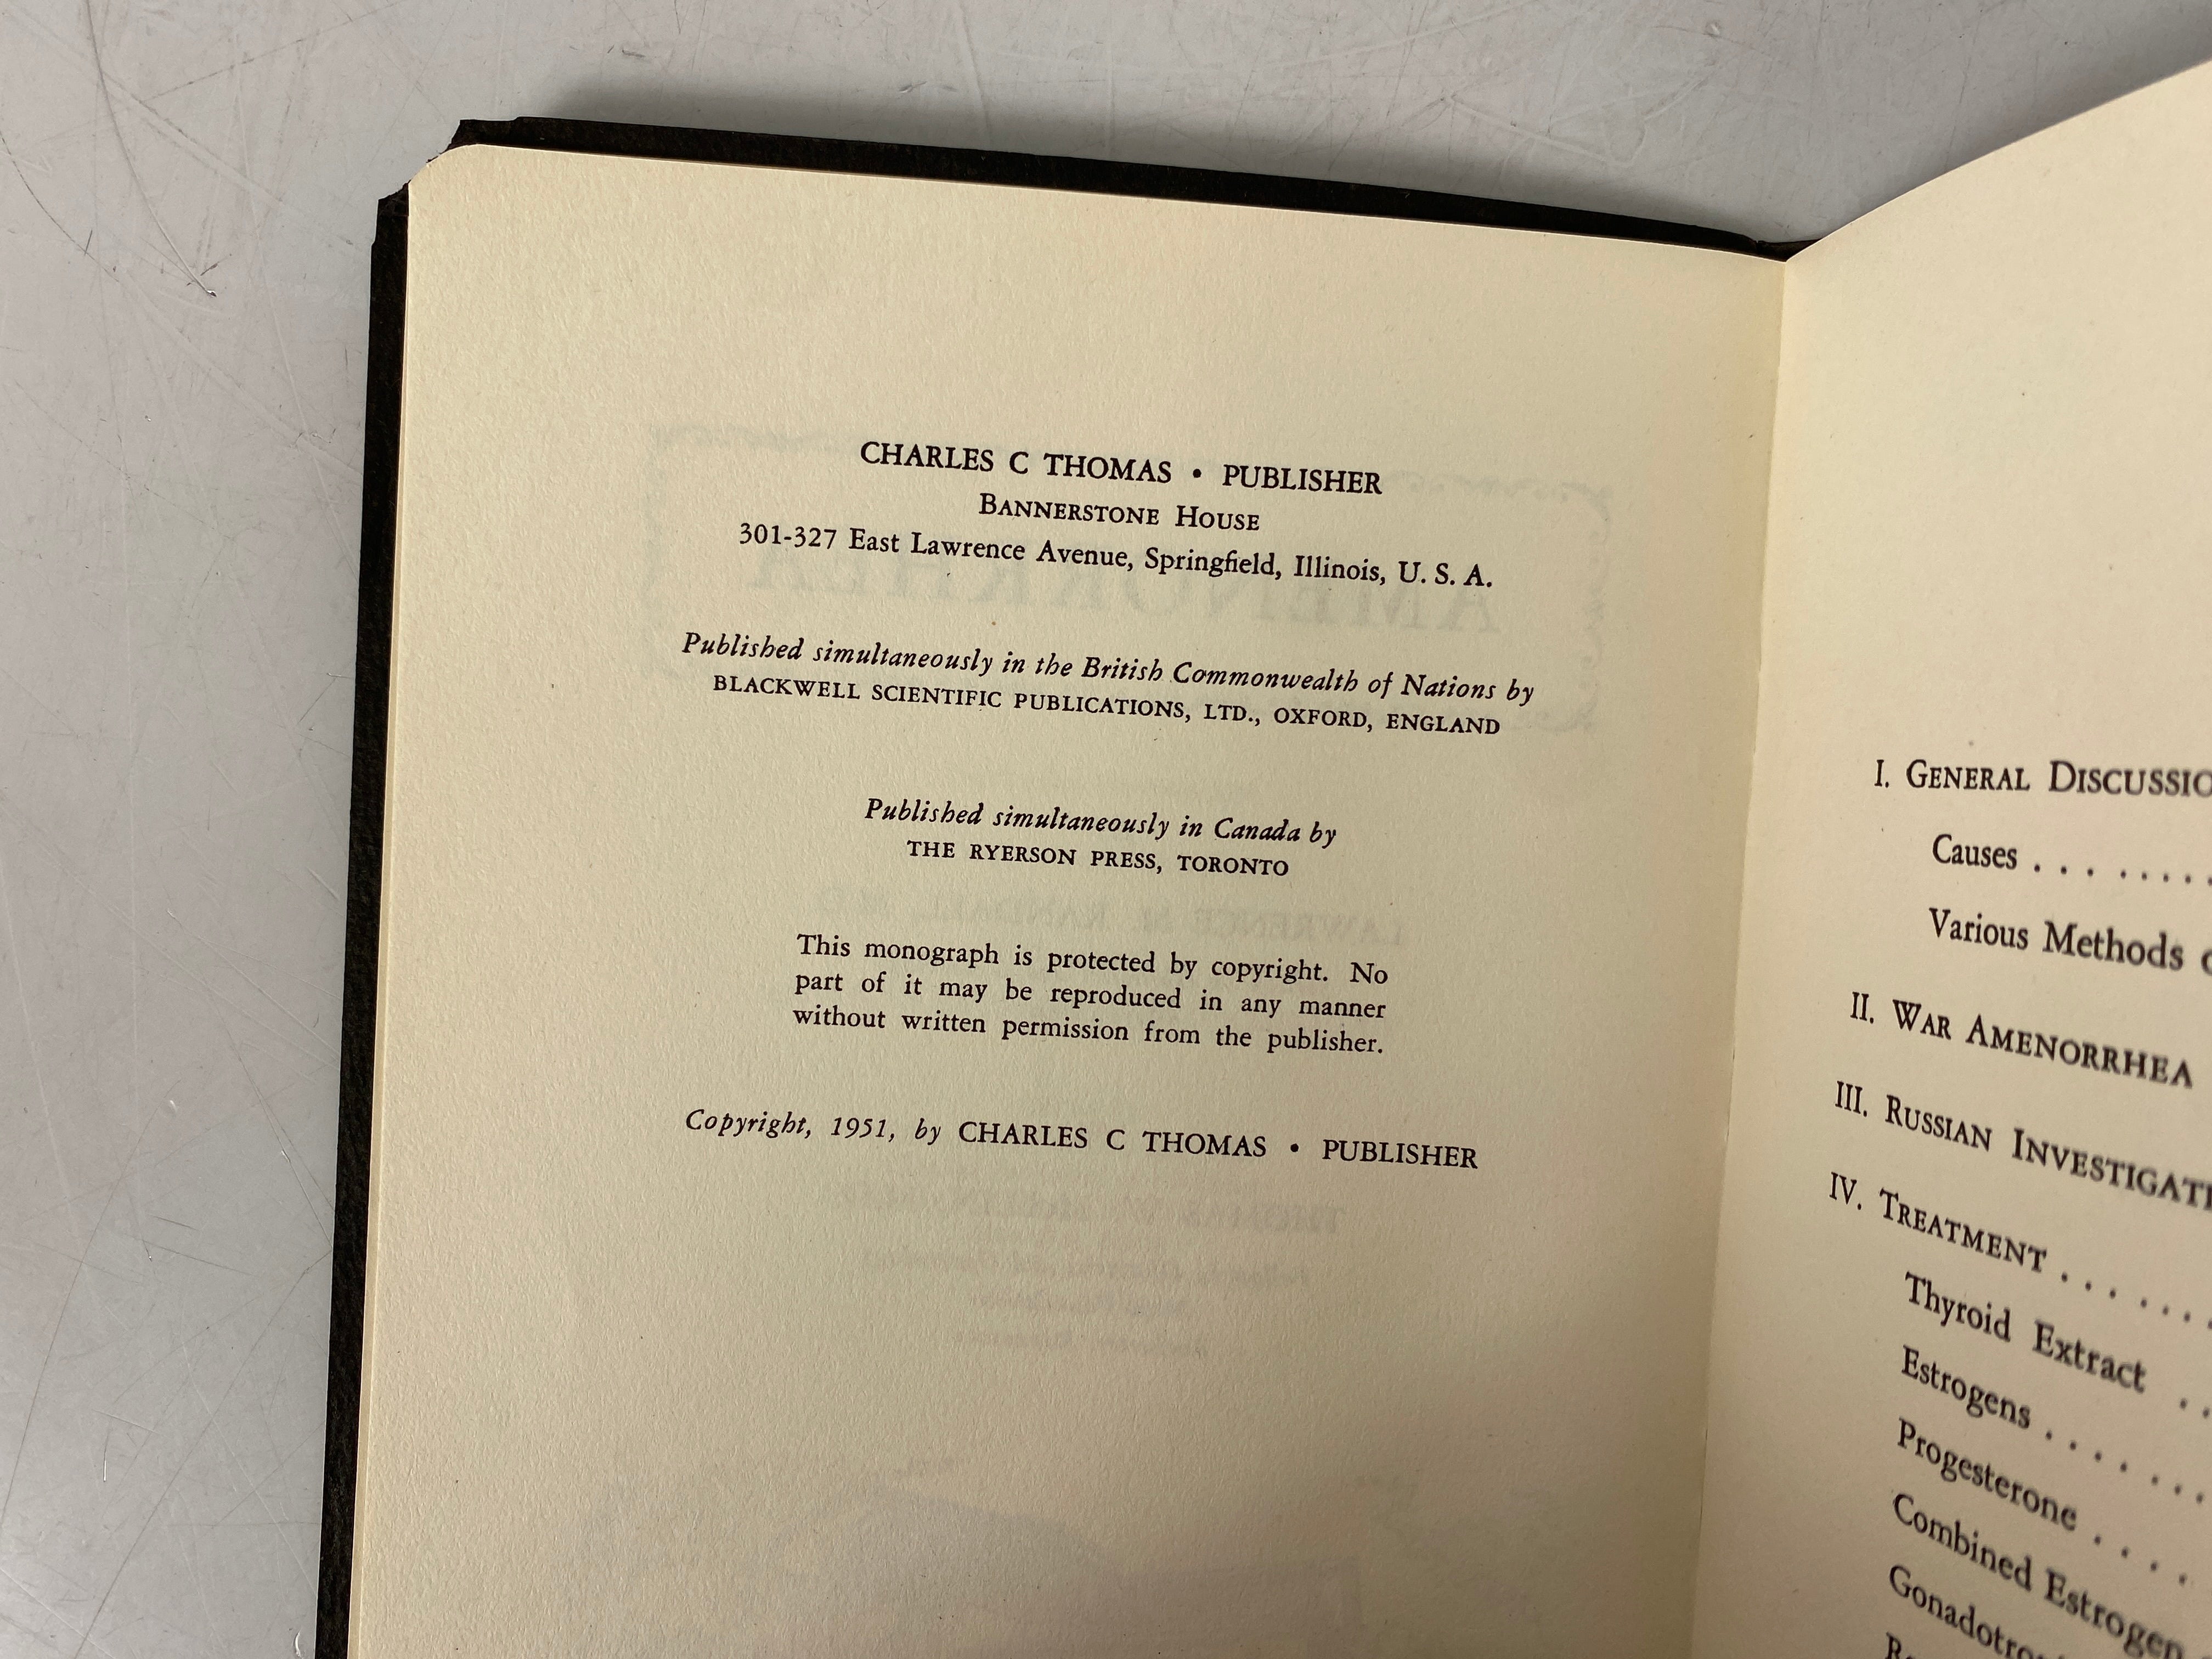 CHARLES C THOMAS • PUBLISHER
BANNERSTONE HOUSE
301-327 East Lawrence Avenue, Springfield, Illinois, U. S. A.
Published simultaneously in the British Commonwealth of Nations by
BLACKWELL SCIENTIFIC PUBLICATIONS, LTD., OXFORD, ENGLAND
Published simultaneously in Canada by
THE RYERSON PRESS, TORONTO
This monograph is protected by copyright. No
part of it may be reproduced in any manner
without written permission from the publisher.
Copyright, 1951, by CHARLES C THOMAS • PUBLISHER
I. GENERAL
Causes . . . . . . . .
Various Methods
II. WAR AMENORRHEA
III. RUSSIAN
IV. TREATMENT . . . . . . .
Thyroid Extract . .
Estrogens . . . . . . .
Progesterone . . . . .
Combined Estrogen